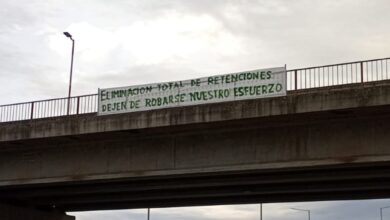 ELIMINACION TOTAL DE RETENCIONES
DEJEN DE ROBARSE NUESTRO ESFUERZO